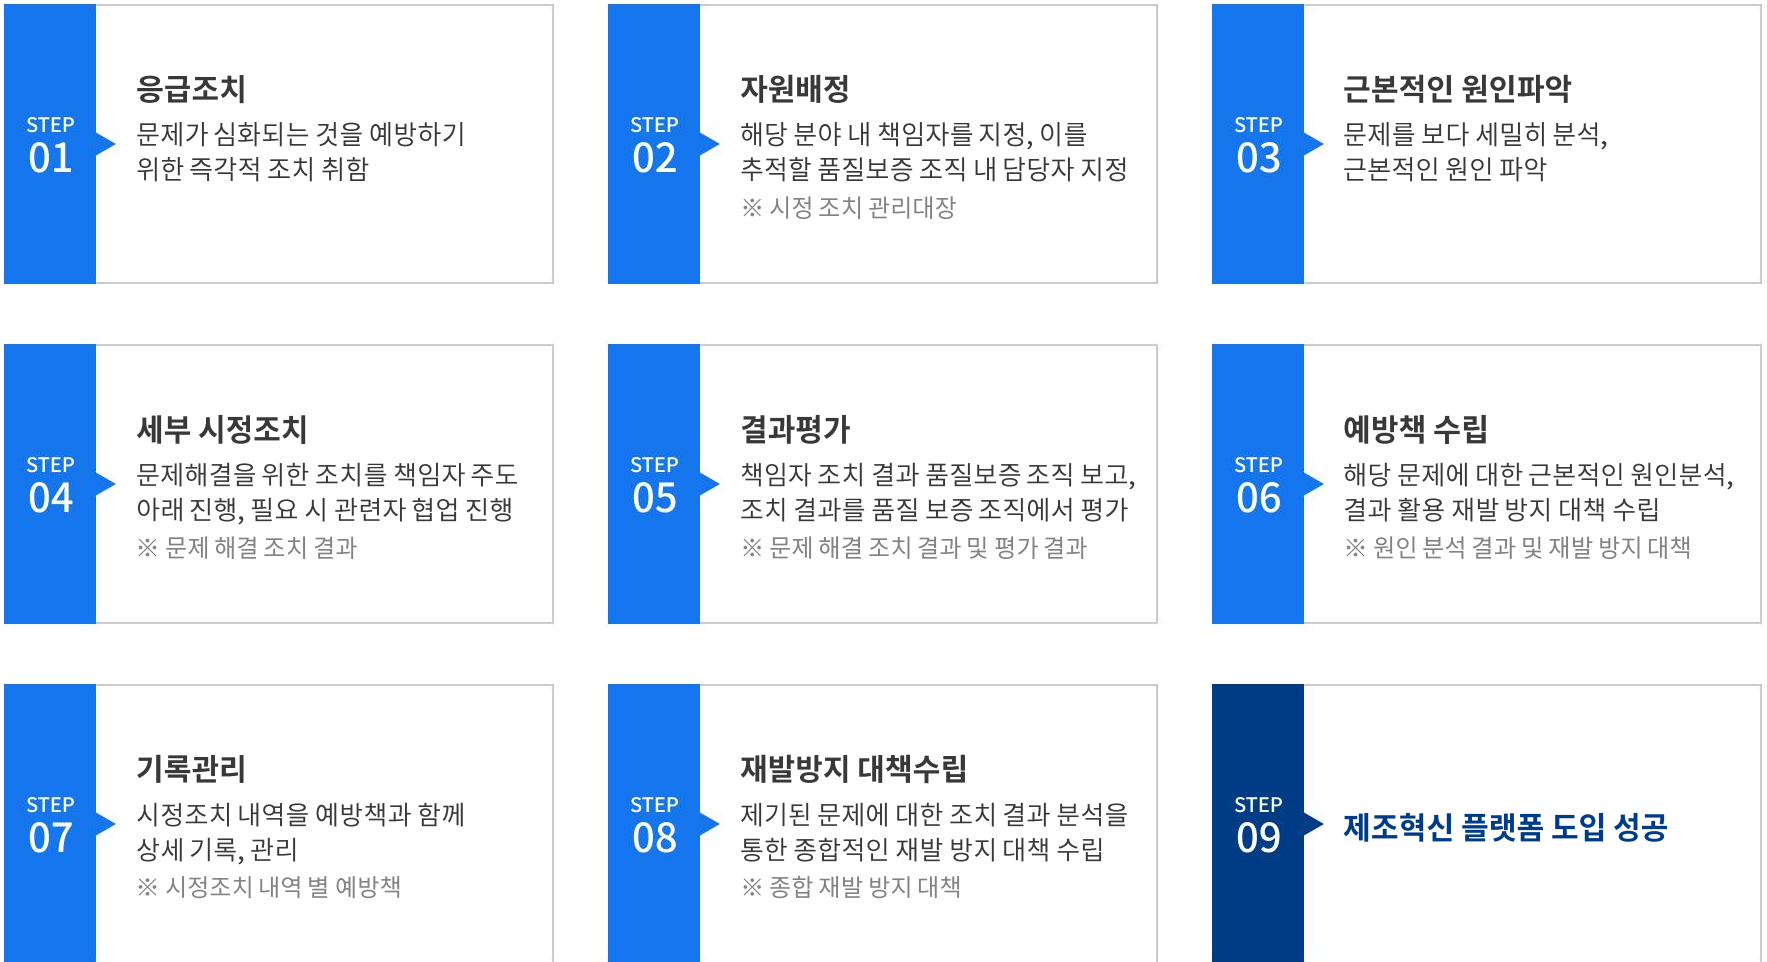 STEP
01
응급조치
문제가 심화되는 것을 예방하기
위한 즉각적 조치 취함
STEP
02
자원배정
해당 분야 내 책임자를 지정, 이를
추적할 품질보증 조직 내 담당자 지정
※ 시정 조치 관리대장
STEP
03
근본적인 원인파악
문제를 보다 세밀히 분석,
근본적인 원인 파악
STEP
04
세부 시정조치
문제해결을 위한 조치를 책임자 주도
아래 진행, 필요 시 관련자 협업 진행
※ 문제 해결 조치 결과
STEP
05
결과평가
책임자 조치 결과 품질보증 조직 보고,
조치 결과를 품질 보증 조직에서 평가
※ 문제 해결 조치 결과 및 평가 결과
STEP
06
예방책 수립
해당 문제에 대한 근본적인 원인분석,
결과 활용 재발 방지 대책 수립
※ 원인 분석 결과 및 재발 방지 대책
STEP
07
기록관리
시정조치 내역을 예방책과 함께
상세 기록, 관리
※ 시정조치 내역 별 예방책
STEP
08
재발방지 대책수립
제기된 문제에 대한 조치 결과 분석을
통한 종합적인 재발 방지 대책 수립
※ 종합 재발 방지 대책
STEP
09
제조혁신 플랫폼 도입 성공